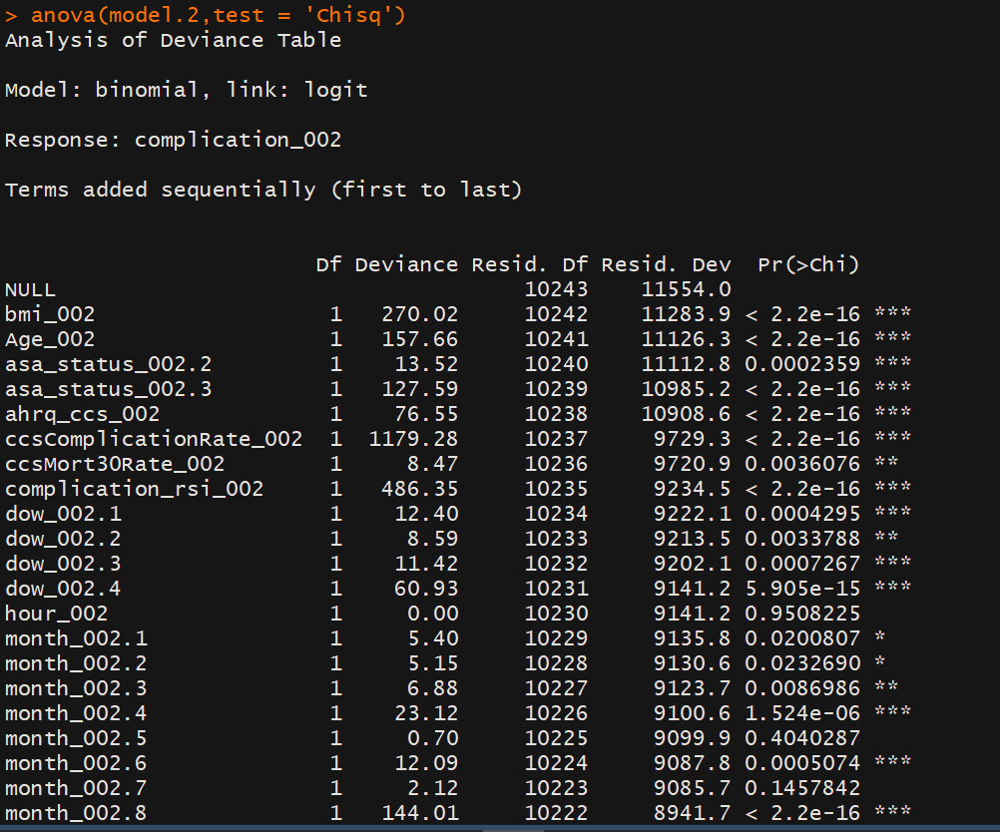 > anova(model.2,test = 'Chisq')
Analysis of Deviance Table
Model: binomial, link: logit
Response: complication_002
Terms added sequentially (first to last)
Df Deviance Resid. Df Resid. Dev Pr(>Chi)
NULL 10243 11554.0
bmi_002 1 270.02 10242 11283.9 < 2.2e-16 ***
Age_002 1 157.66 10241 11126.3 < 2.2e-16 ***
asa_status_002.2 1 13.52 10240 11112.8 0.0002359 ***
asa_status_002.3 1 127.59 10239 10985.2 < 2.2e-16 ***
ahrq_ccs_002 1 76.55 10238 10908.6 < 2.2e-16 ***
ccsComplicationRate_002 1 1179.28 10237 9729.3 < 2.2e-16 ***
ccsMort30Rate_002 1 8.47 10236 9720.9 0.0036076 **
complication_rsi_002 1 486.35 10235 9234.5 < 2.2e-16 ***
dow_002.1 1 12.40 10234 9222.1 0.0004295 ***
dow_002.2 1 8.59 10233 9213.5 0.0033788 **
dow_002.3 1 11.42 10232 9202.1 0.0007267 ***
dow_002.4 1 60.93 10231 9141.2 5.905e-15 ***
hour_002 1 0.00 10230 9141.2 0.9508225
month_002.1 1 5.40 10229 9135.8 0.0200807 *
month_002.2 1 5.15 10228 9130.6 0.0232690 *
month_002.3 1 6.88 10227 9123.7 0.0086986 **
month_002.4 1 23.12 10226 9100.6 1.524e-06 ***
month_002.5 1 0.70 10225 9099.9 0.4040287
month_002.6 1 12.09 10224 9087.8 0.0005074 ***
month_002.7 1 2.12 10223 9085.7 0.1457842
month_002.8 1 144.01 10222 8941.7 < 2.2e-16 ***